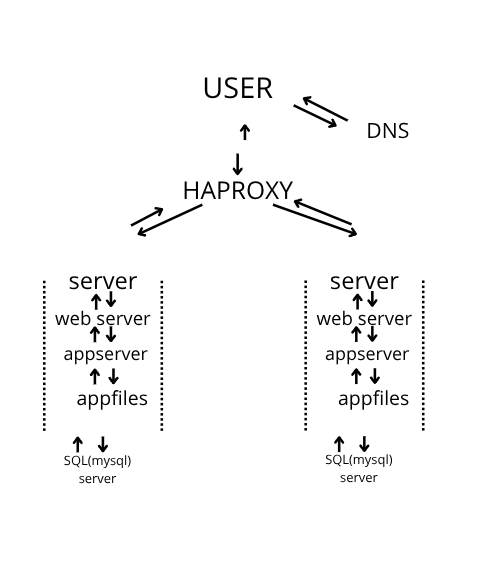 USER
DNS
HAPROXY
server
web server
appserver
appfiles
SQL(mysql)
server
server
web server
appserver
appfiles
SQL(mysql)
server